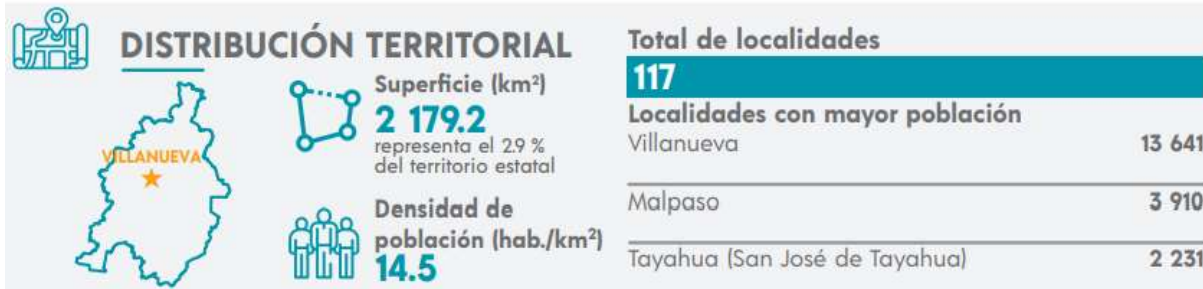 DISTRIBUCIÓN TERRITORIAL
VILLANUEVA
Superficie (km²)
2 179.2
representa el 2.9 %
del territorio estatal
Densidad de
población (hab./km²)
14.5
Total de localidades
117
Localidades con mayor población
Villanueva 13 641
Malpaso 3 910
Tayahua (San José de Tayahua) 2 231